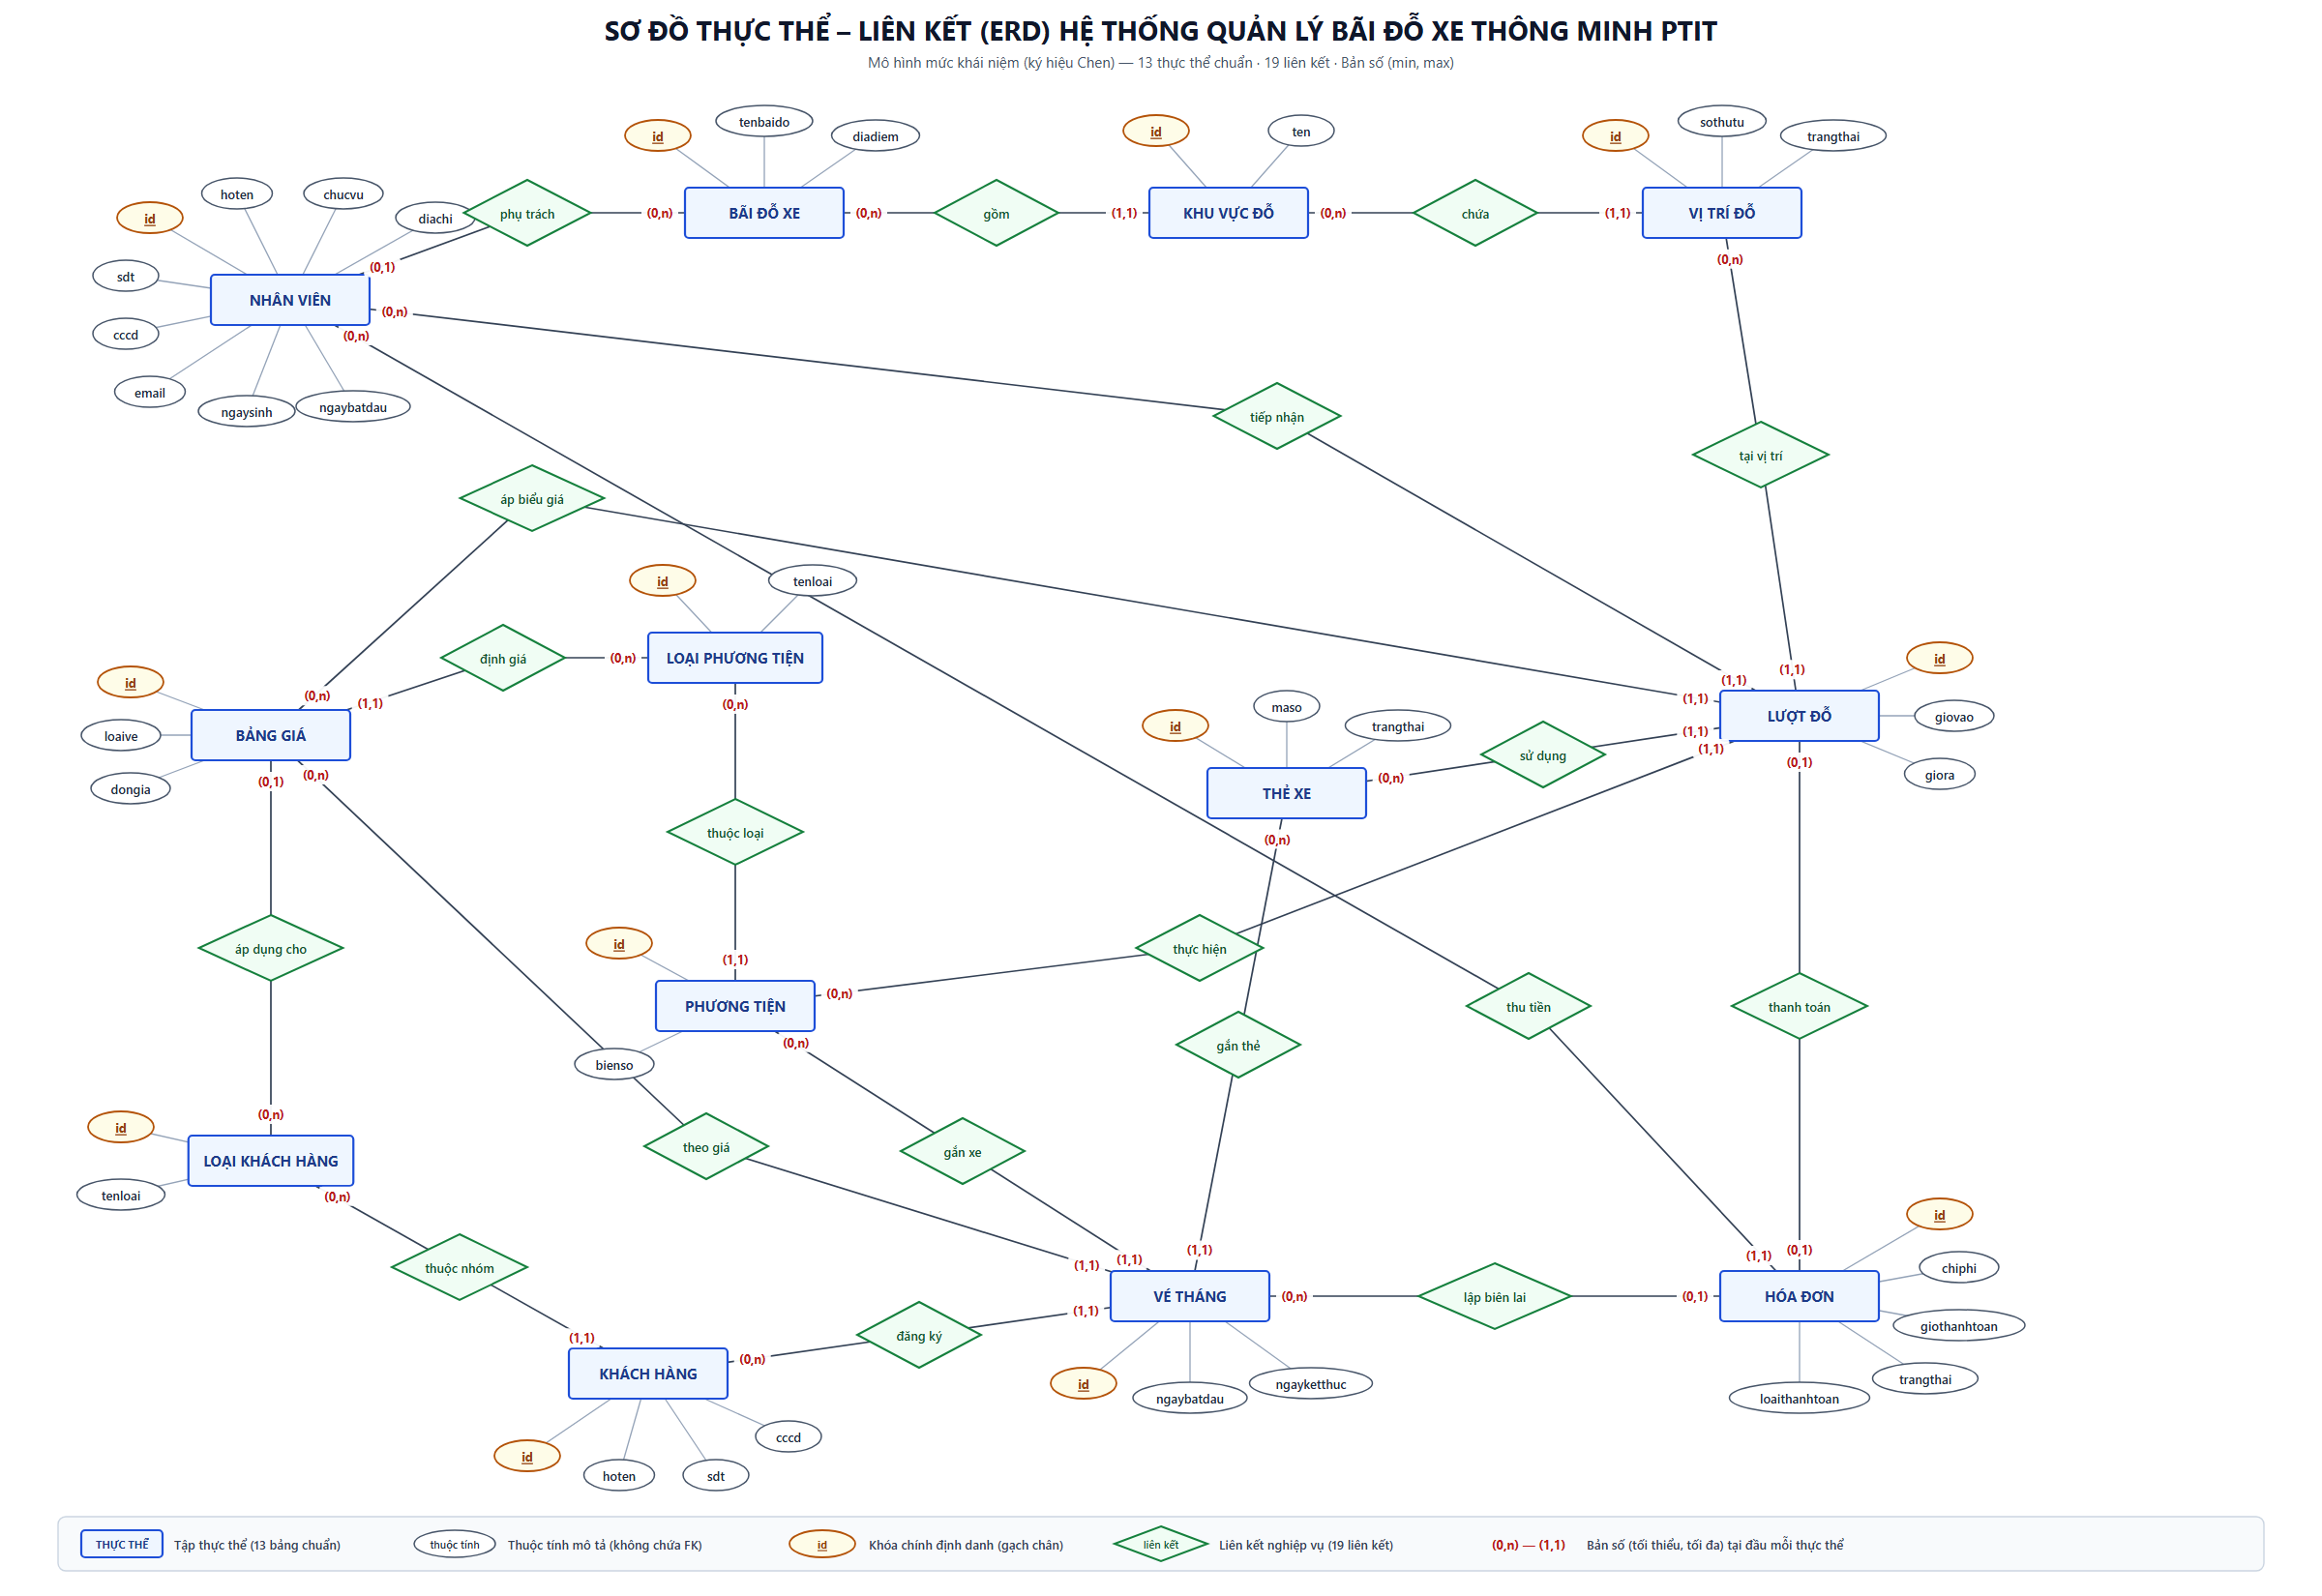 SƠ ĐỒ THỰC THỂ – LIÊN KẾT (ERD) HỆ THỐNG QUẢN LÝ BÃI ĐỖ XE THÔNG MINH PTIT
Mô hình mức khái niệm (ký hiệu Chen) — 13 thực thể chuẩn · 19 liên kết · Bản số (min, max)
id
tenbaido
diadiem
id
ten
id
sothutu
trangthai
id
hoten
chucvu
diachi
phụ trách
(0,n)
BÃI ĐỖ XE
(0,n)
gồm
(1,1)
KHU VỰC ĐỖ
(0,n)
chứa
(1,1)
VỊ TRÍ ĐỖ
(0,n)
sdt
(0,1)
NHÂN VIÊN
(0,n)
(0,n)
cccd
email
ngaysinh
ngaybatdau
tiếp nhận
tại vị trí
áp biểu giá
id
tenloai
định giá
(0,n)
LOẠI PHƯƠNG TIỆN
(0,n)
id
(0,n)
(1,1)
loaive
BẢNG GIÁ
dongia
(0,1)
(0,n)
id
maso
trangthai
(1,1)
(1,1)
(1,1)
LƯỢT ĐỖ
id
giovao
giora
(1,1)
(1,1)
(0,1)
sử dụng
(0,n)
THẺ XE
(0,n)
thuộc loại
áp dụng cho
id
(1,1)
thực hiện
PHƯƠNG TIỆN
(0,n)
(0,n)
bienso
gắn thẻ
thu tiền
thanh toán
(0,n)
id
LOẠI KHÁCH HÀNG
tenloai
(0,n)
theo giá
gắn xe
id
thuộc nhóm
(1,1)
(1,1)
(1,1)
(1,1)
(0,1)
chiphi
VÉ THÁNG
(0,n)
lập biên lai
(0,1)
HÓA ĐƠN
giothanhtoan
(1,1)
(1,1)
đăng ký
(0,n)
KHÁCH HÀNG
id
ngaybatdau
ngayketthuc
loaithanhtoan
trangthai
cccd
id
hoten
sdt
THỰC THỂ
Tập thực thể (13 bảng chuẩn)
thuộc tính
Thuộc tính mô tả (không chứa FK)
id
Khóa chính định danh (gạch chân)
liên kết
Liên kết nghiệp vụ (19 liên kết)
(0,n) — (1,1)
Bản số (tối thiểu, tối đa) tại đầu mỗi thực thể